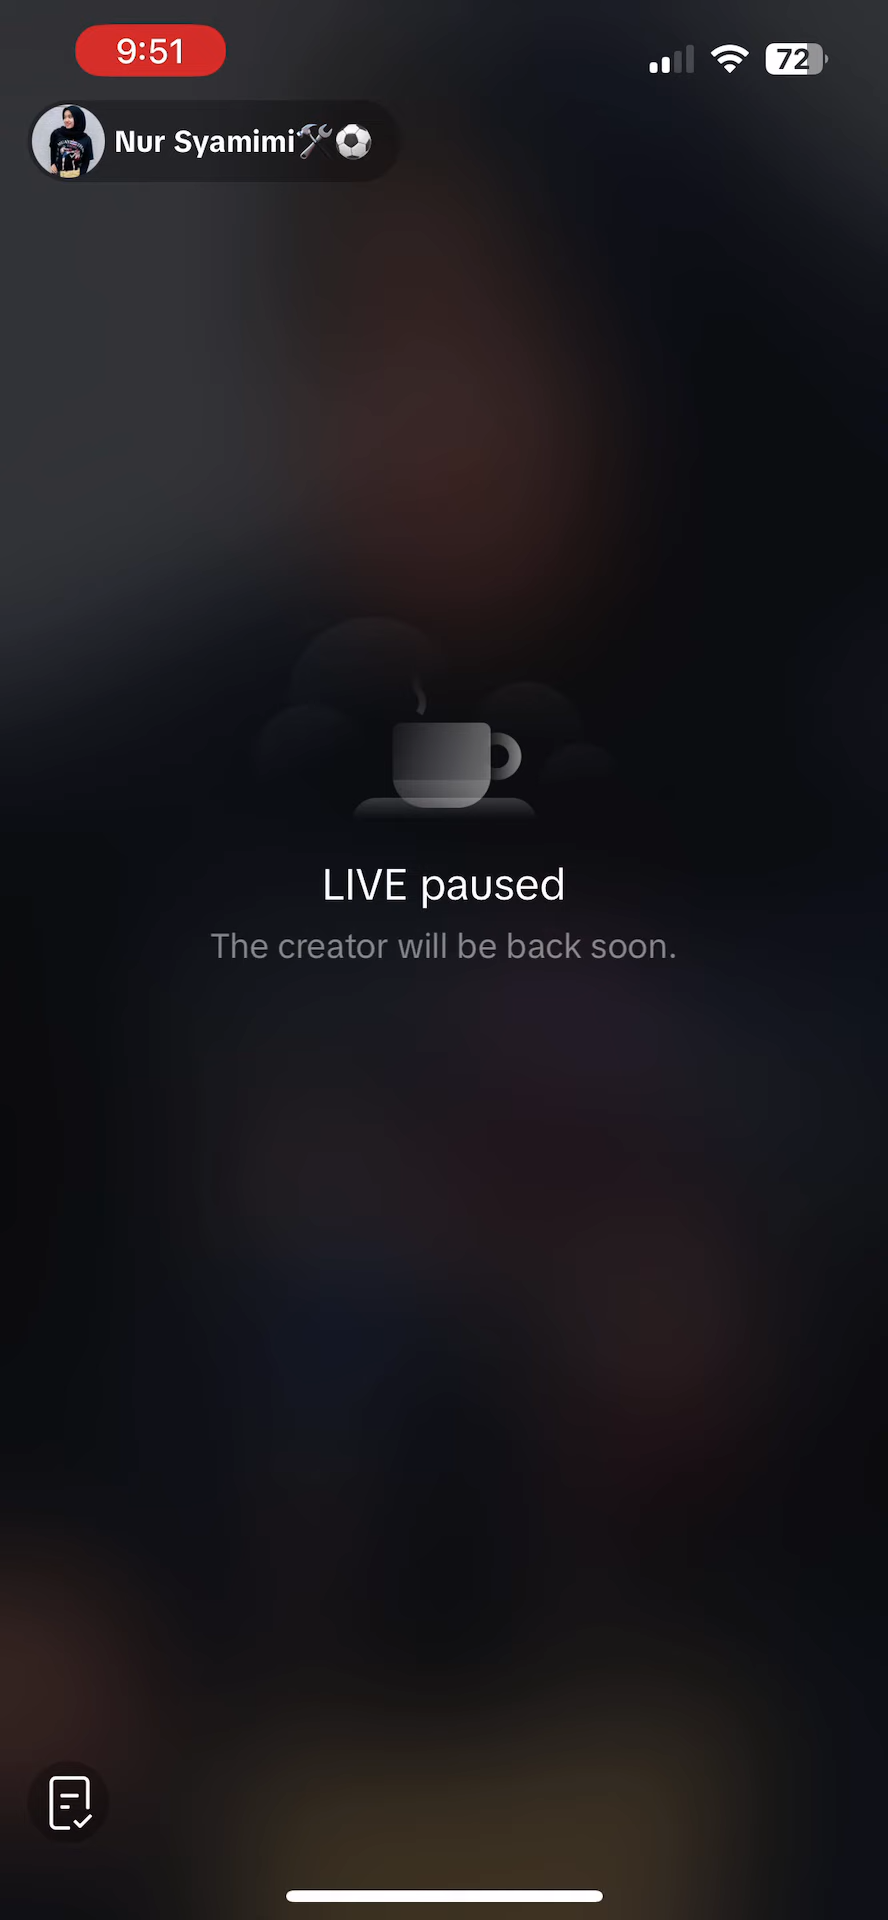 9:51
72
Nur Syamimi🛠️⚽
LIVE paused
The creator will be back soon.